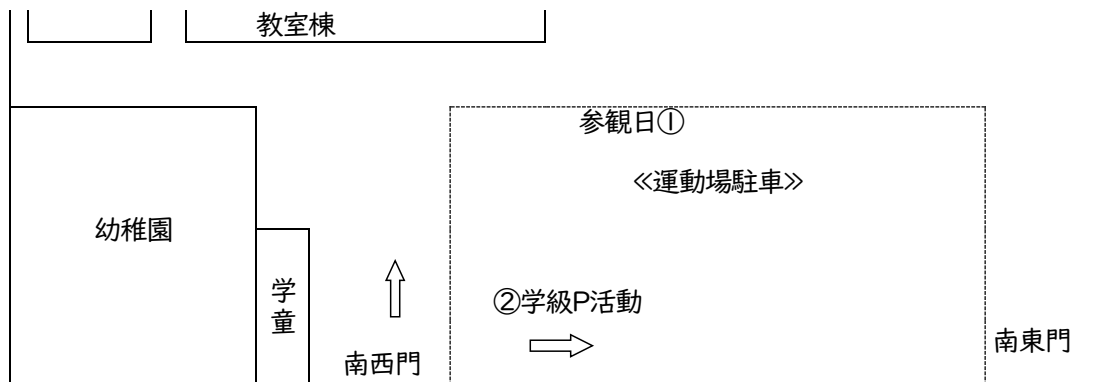 教室棟
参観日①
≪運動場駐車≫
幼稚園
学童
②学級P活動
南東門
南西門